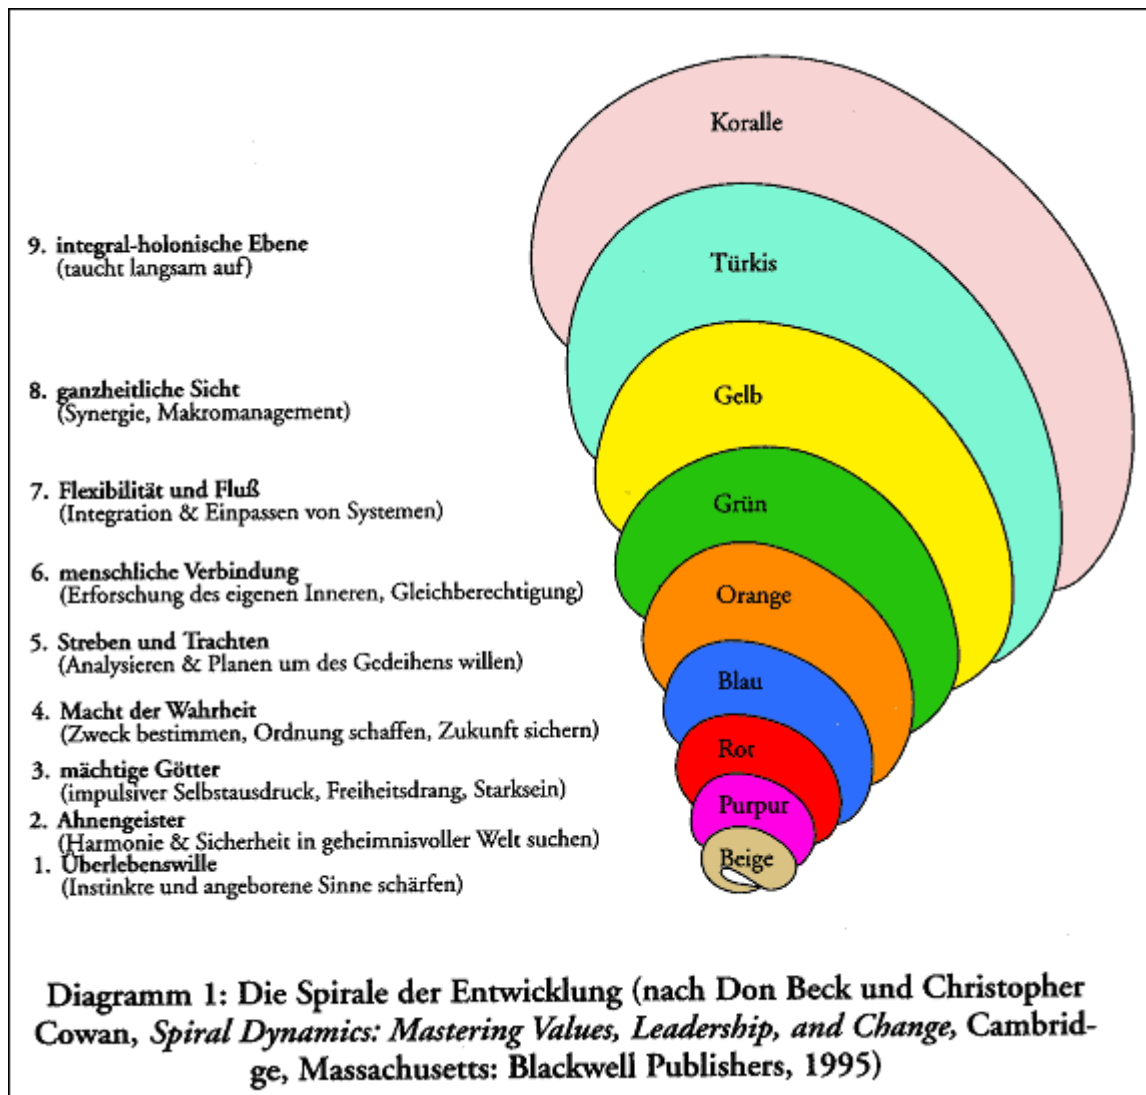 Koralle
9. integral-holonische Ebene
(taucht langsam auf)
Türkis
8. ganzheitliche Sicht
(Synergie, Makromanagement)
Gelb
7. Flexibilität und Fluß
(Integration & Einpassen von Systemen)
Grün
6. menschliche Verbindung
(Erforschung des eigenen Inneren, Gleichberechtigung)
Orange
5. Streben und Trachten
(Analysieren & Planen um des Gedeihens willen)
Blau
4. Macht der Wahrheit
(Zweck bestimmen, Ordnung schaffen, Zukunft sichern)
Rot
3. mächtige Götter
(impulsiver Selbstausdruck, Freiheitsdrang, Starksein)
Purpur
2. Ahnengeister
(Harmonie & Sicherheit in geheimnisvoller Welt suchen)
Beige
1. Überlebenswille
(Instinkte und angeborene Sinne schärfen)
Diagramm 1: Die Spirale der Entwicklung (nach Don Beck und Christopher
Cowan, Spiral Dynamics: Mastering Values, Leadership, and Change, Cambrid-
ge, Massachusetts: Blackwell Publishers, 1995)